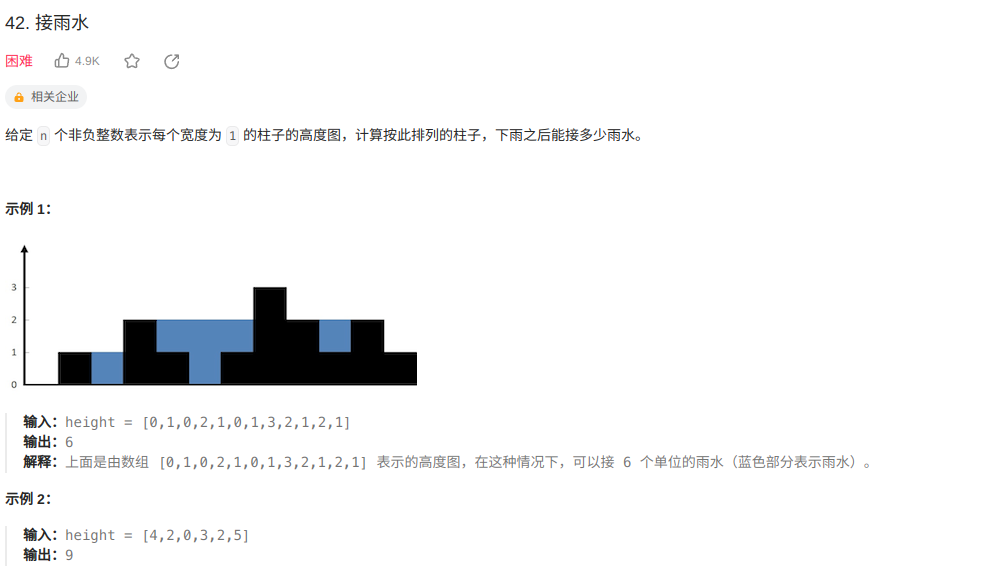 42. 接雨水
困难 4.9K
相关企业
给定 n 个非负整数表示每个宽度为 1 的柱子的高度图，计算按此排列的柱子，下雨之后能接多少雨水。
示例 1：
3
2
1
0
输入：height = [0,1,0,2,1,0,1,3,2,1,2,1]
输出：6
解释：上面是由数组 [0,1,0,2,1,0,1,3,2,1,2,1] 表示的高度图，在这种情况下，可以接 6 个单位的雨水（蓝色部分表示雨水）。
示例 2：
输入：height = [4,2,0,3,2,5]
输出：9